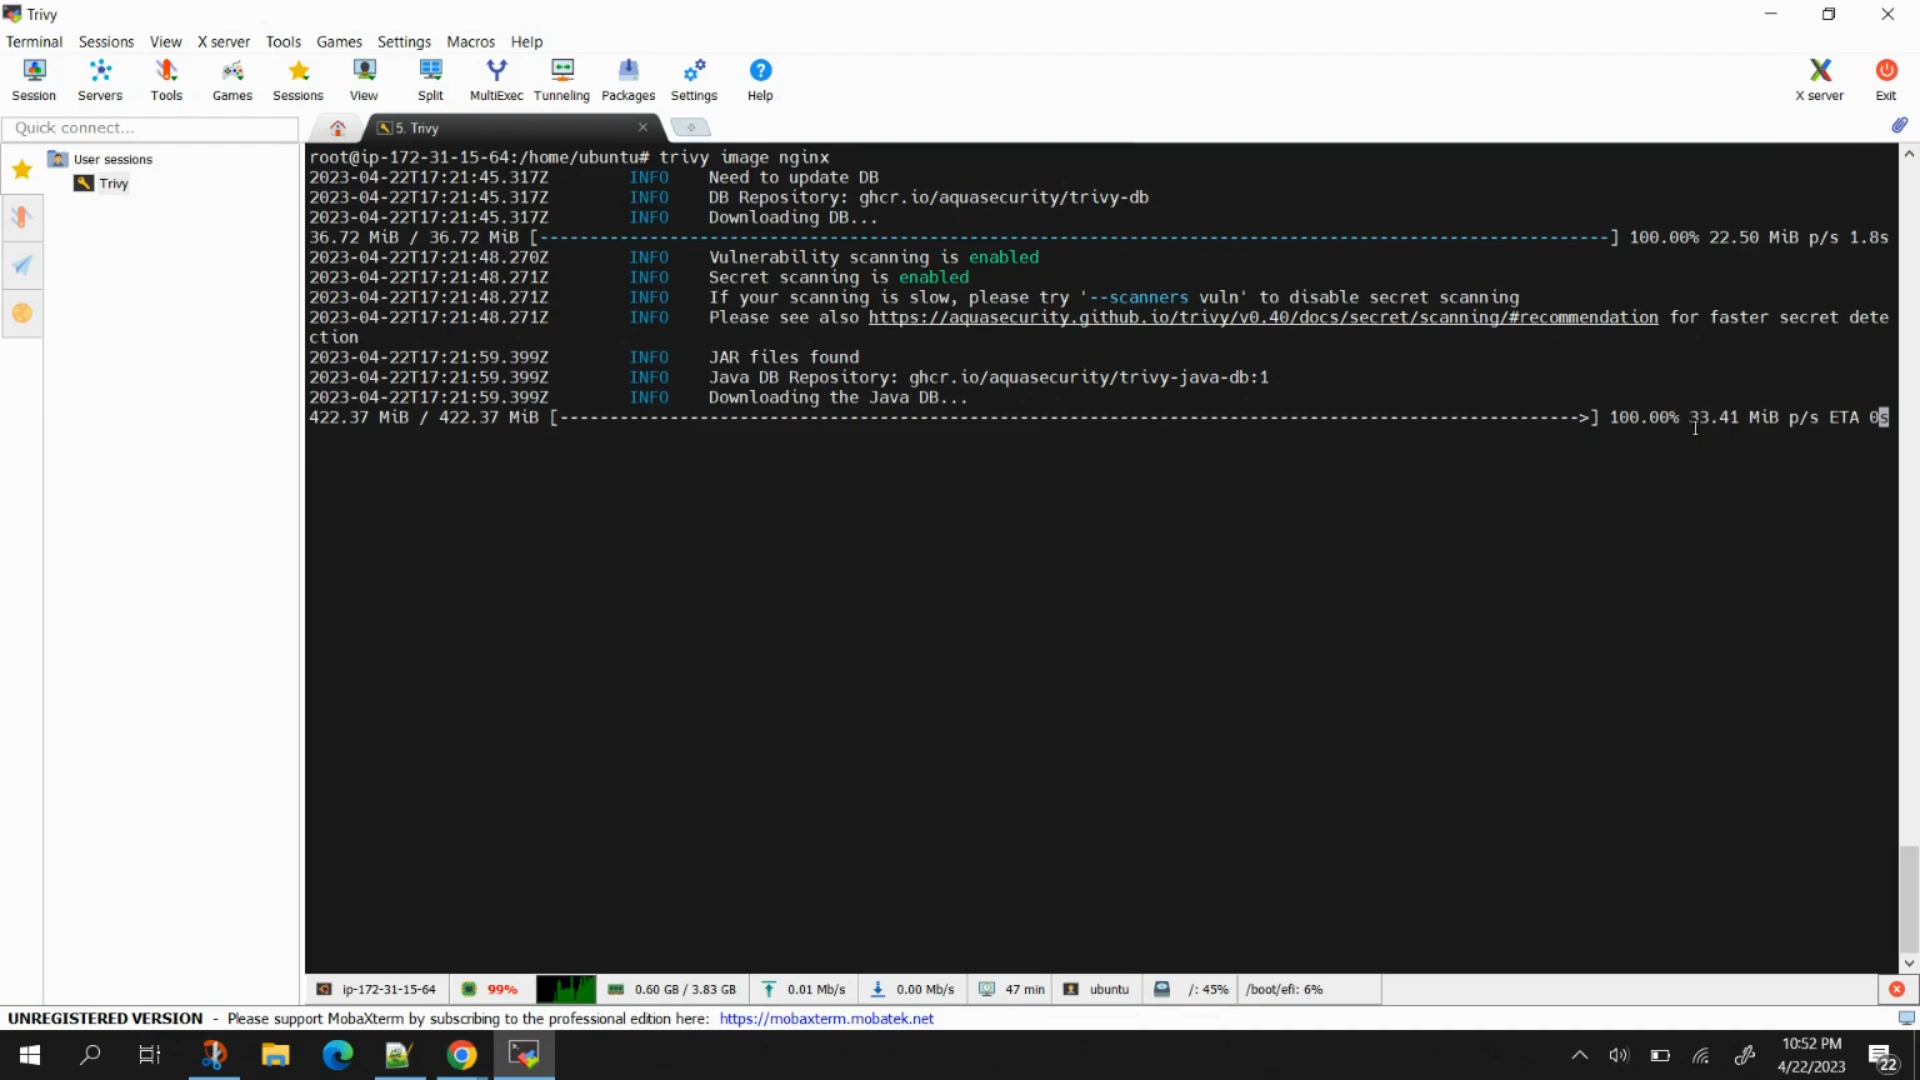 Trivy
Terminal Sessions View X server Tools Games Settings Macros Help
Session Servers Tools Games Sessions View Split MultiExec Tunneling Packages Settings Help X server Exit
Quick connect... 5. Trivy
User sessions
Trivy
root@ip-172-31-15-64:/home/ubuntu# trivy image nginx
2023-04-22T17:21:45.317Z INFO Need to update DB
2023-04-22T17:21:45.317Z INFO DB Repository: ghcr.io/aquasecurity/trivy-db
2023-04-22T17:21:45.317Z INFO Downloading DB...
36.72 MiB / 36.72 MiB [-----------------------------------------------------------------------------------------------------------] 100.00% 22.50 MiB p/s 1.8s
2023-04-22T17:21:48.270Z INFO Vulnerability scanning is enabled
2023-04-22T17:21:48.271Z INFO Secret scanning is enabled
2023-04-22T17:21:48.271Z INFO If your scanning is slow, please try '--scanners vuln' to disable secret scanning
2023-04-22T17:21:48.271Z INFO Please see also https://aquasecurity.github.io/trivy/v0.40/docs/secret/scanning/#recommendation for faster secret dete
ction
2023-04-22T17:21:59.399Z INFO JAR files found
2023-04-22T17:21:59.399Z INFO Java DB Repository: ghcr.io/aquasecurity/trivy-java-db:1
2023-04-22T17:21:59.399Z INFO Downloading the Java DB...
422.37 MiB / 422.37 MiB [------------------------------------------------------------------------------------------------------>] 100.00% 33.41 MiB p/s ETA 0s
ip-172-31-15-64 99% 0.60 GB / 3.83 GB 0.01 Mb/s 0.00 Mb/s 47 min ubuntu /: 45% /boot/efi: 6%
UNREGISTERED VERSION - Please support MobaXterm by subscribing to the professional edition here: https://mobaxterm.mobatek.net
10:52 PM
4/22/2023
22